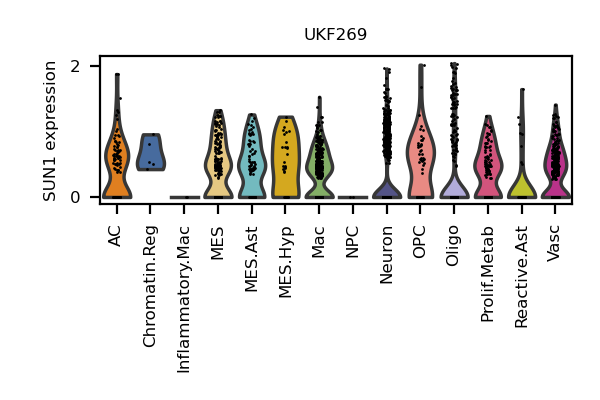 UKF269
SUN1 expression
2
0
AC
Chromatin.Reg
Inflammatory.Mac
MES
MES.Ast
MES.Hyp
Mac
NPC
Neuron
OPC
Oligo
Prolif.Metab
Reactive.Ast
Vasc